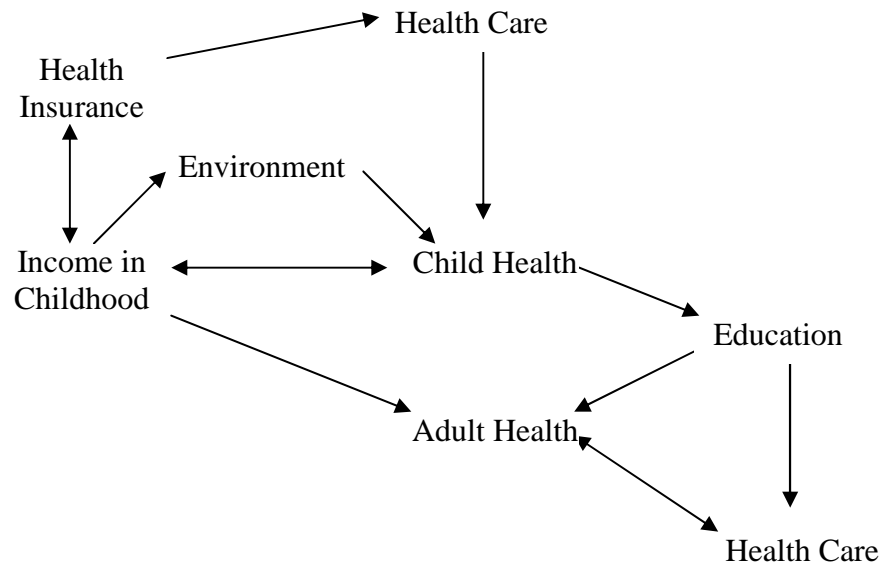 Health Care
Health
Insurance
Environment
Income in
Childhood
Child Health
Education
Adult Health
Health Care